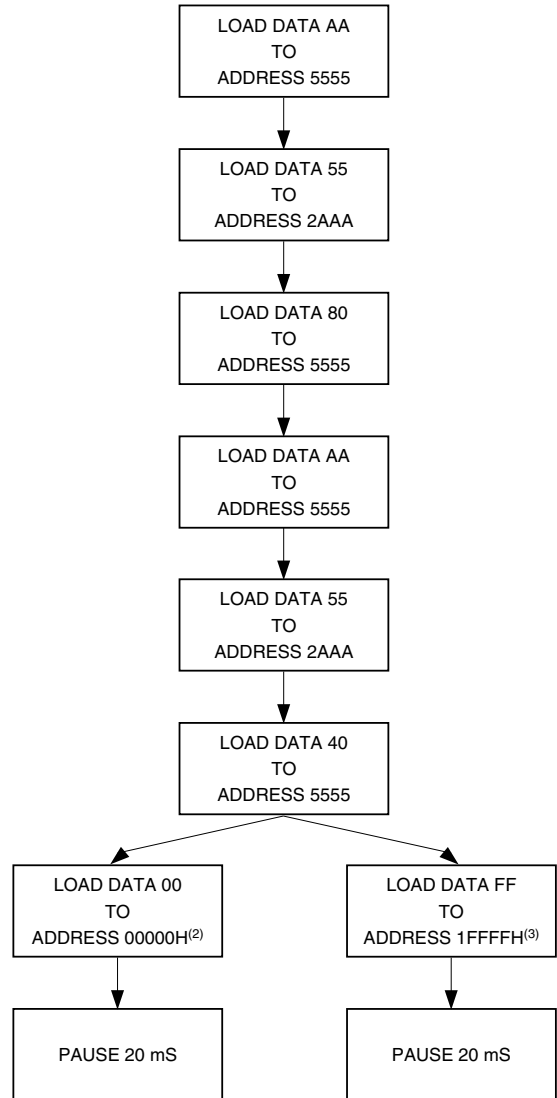 LOAD DATA AA
TO
ADDRESS 5555
LOAD DATA 55
TO
ADDRESS 2AAA
LOAD DATA 80
TO
ADDRESS 5555
LOAD DATA AA
TO
ADDRESS 5555
LOAD DATA 55
TO
ADDRESS 2AAA
LOAD DATA 40
TO
ADDRESS 5555
LOAD DATA 00
TO
ADDRESS 00000H(2)
PAUSE 20 mS
LOAD DATA FF
TO
ADDRESS 1FFFFH(3)
PAUSE 20 mS